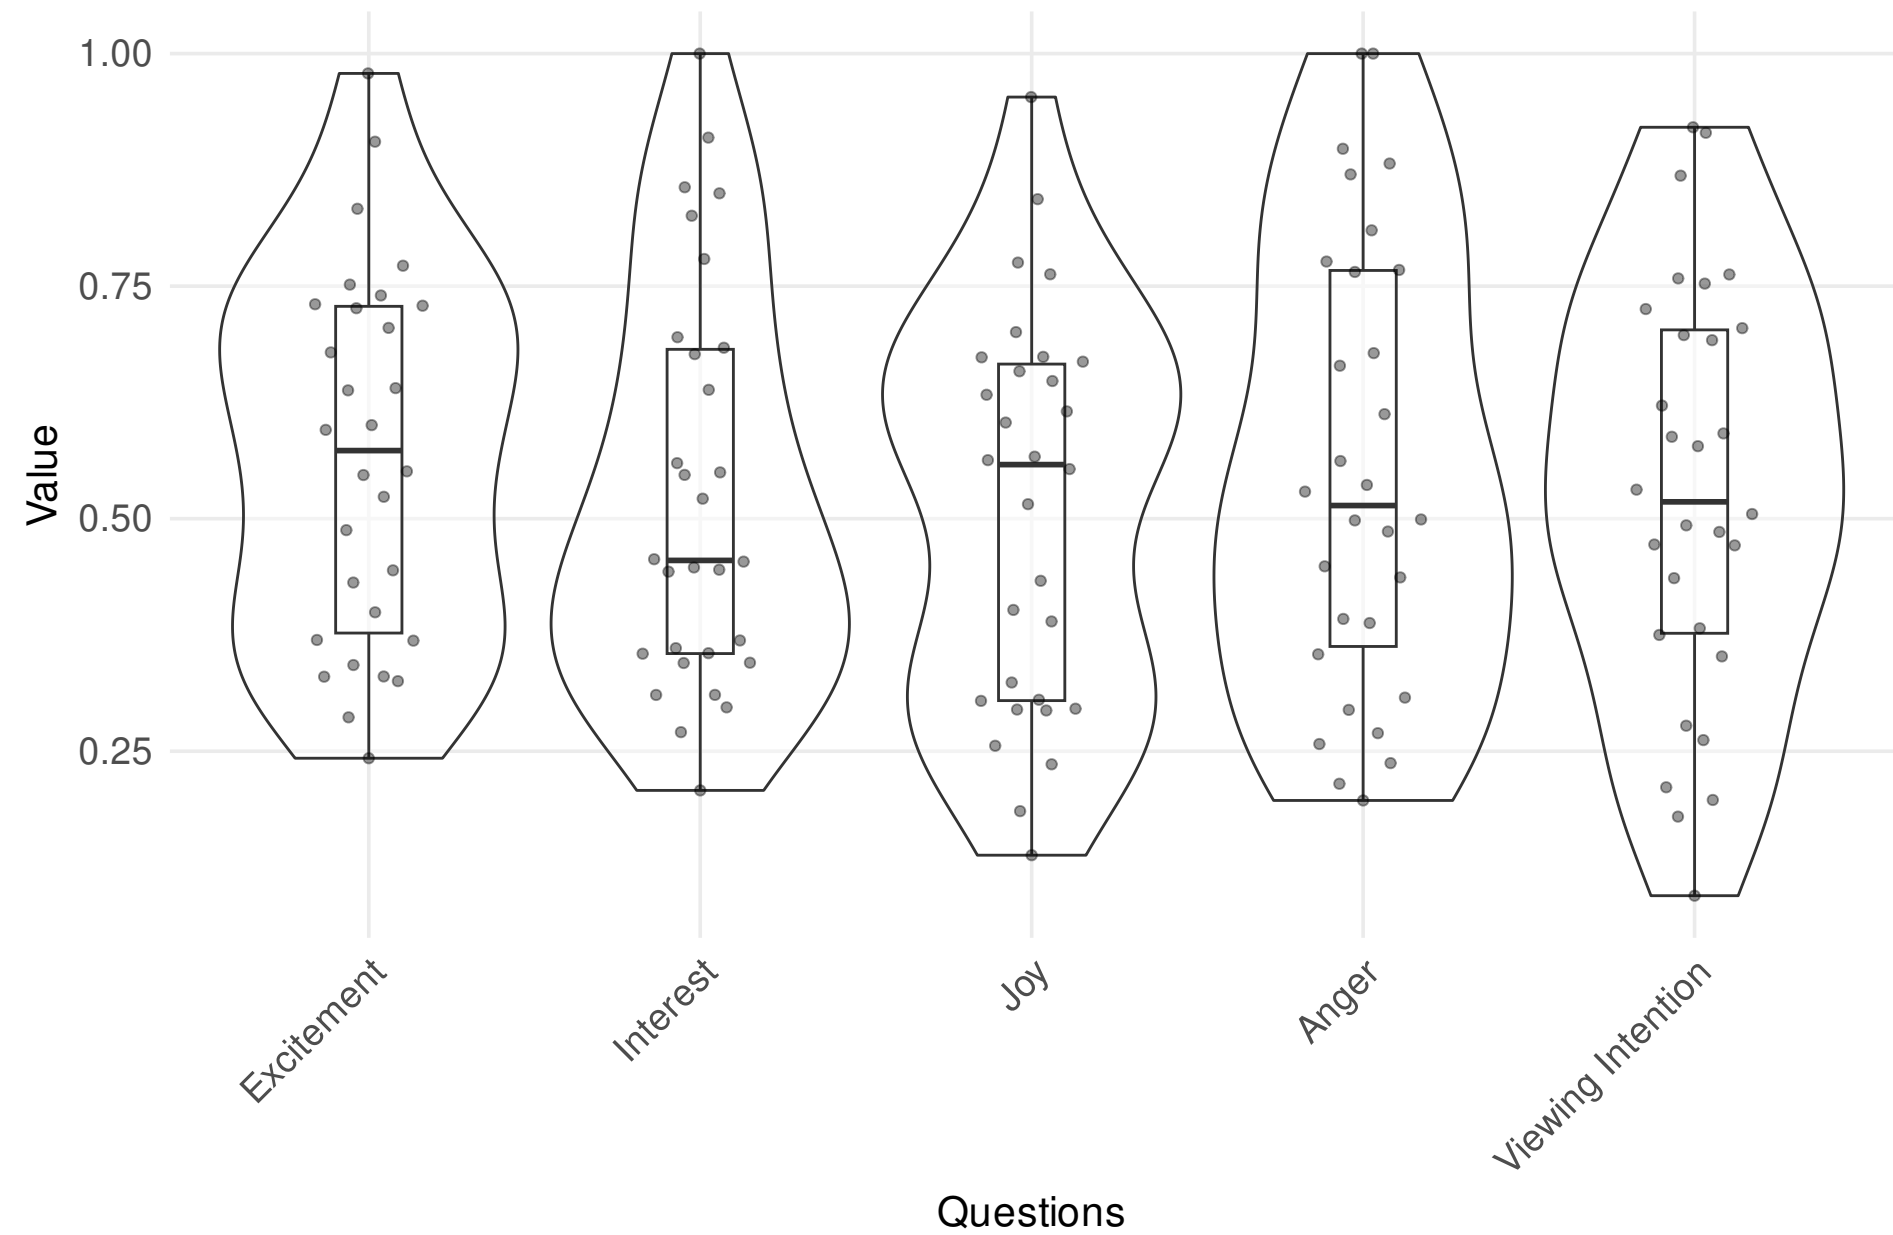 1.00
0.75
0.50
0.25
Value
Excitement
Interest
Joy
Anger
Viewing Intention
Questions